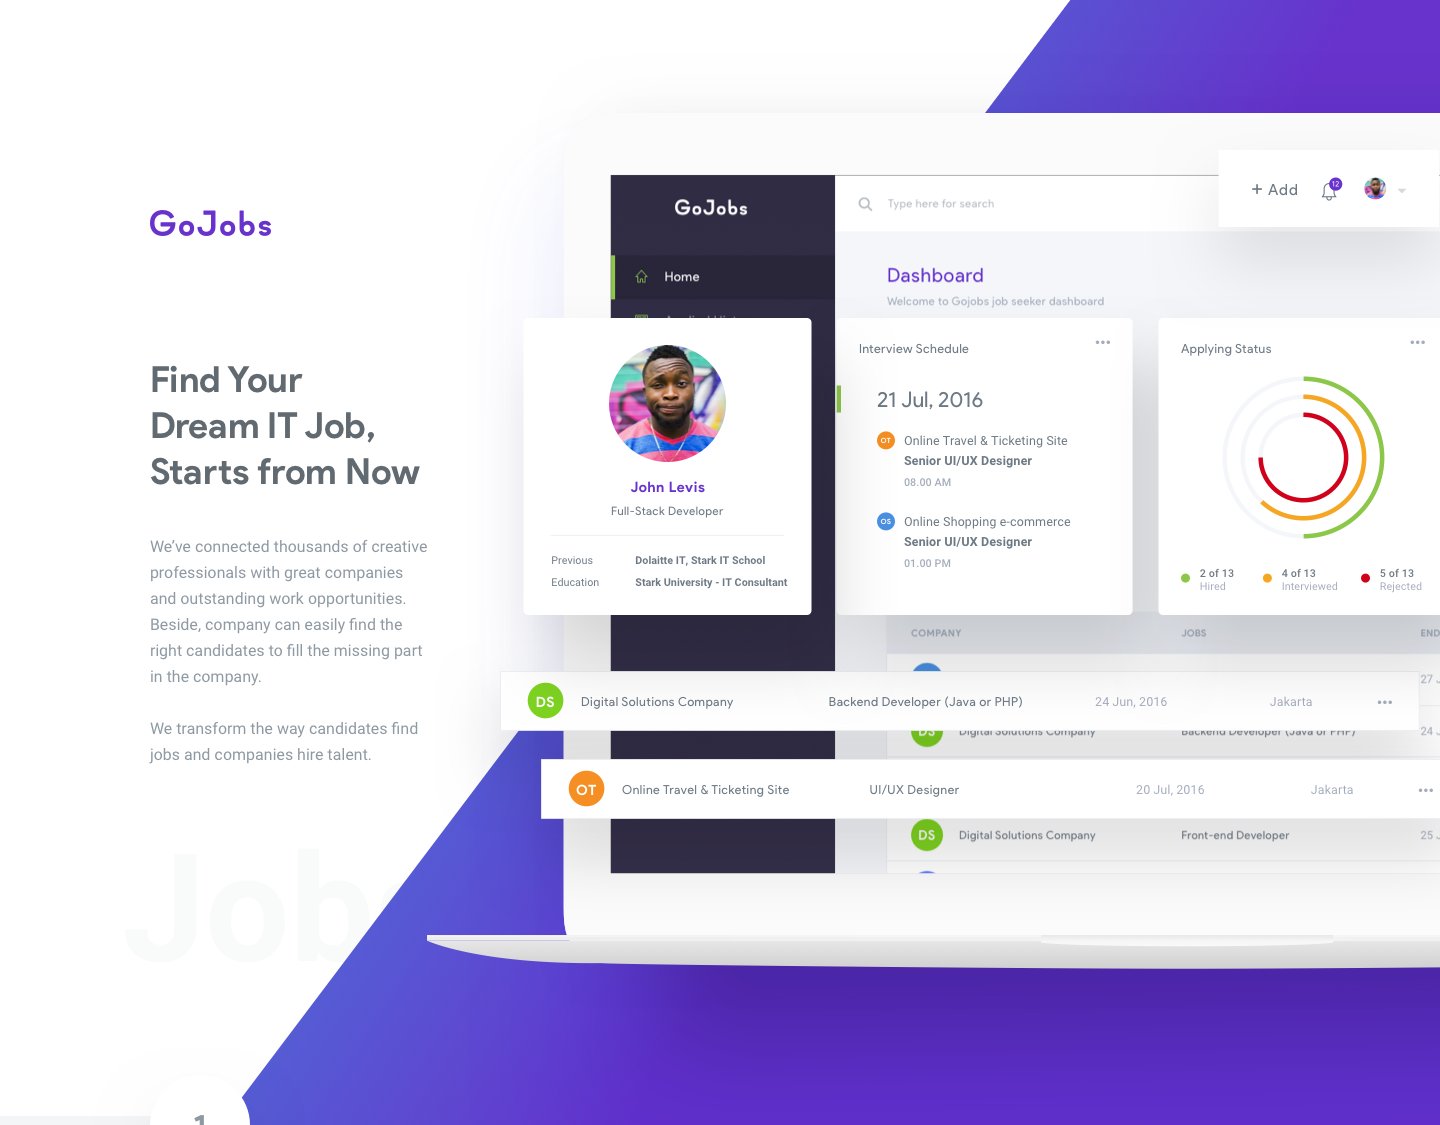 GoJobs
Find Your
Dream IT Job,
Starts from Now
We've connected thousands of creative
professionals with great companies
and outstanding work opportunities.
Beside, company can easily find the
right candidates to fill the missing part
in the company.
We transform the way candidates find
jobs and companies hire talent.
Job
1
GoJobs
Home
Type here for search
+ Add
12
Dashboard
Welcome to Gojobs job seeker dashboard
John Levis
Full-Stack Developer
Previous Dolaitte IT, Stark IT School
Education Stark University - IT Consultant
Interview Schedule
21 Jul, 2016
OT Online Travel & Ticketing Site
Senior UI/UX Designer
08.00 AM
OS Online Shopping e-commerce
Senior UI/UX Designer
01.00 PM
Applying Status
2 of 13 4 of 13 5 of 13
Hired Interviewed Rejected
COMPANY JOBS END
27 J
DS Digital Solutions Company Backend Developer (Java or PHP) 24 Jun, 2016 Jakarta
DS Digital Solutions Company Backend Developer (Java or PHP) 24 J
OT Online Travel & Ticketing Site UI/UX Designer 20 Jul, 2016 Jakarta
DS Digital Solutions Company Front-end Developer 25 J